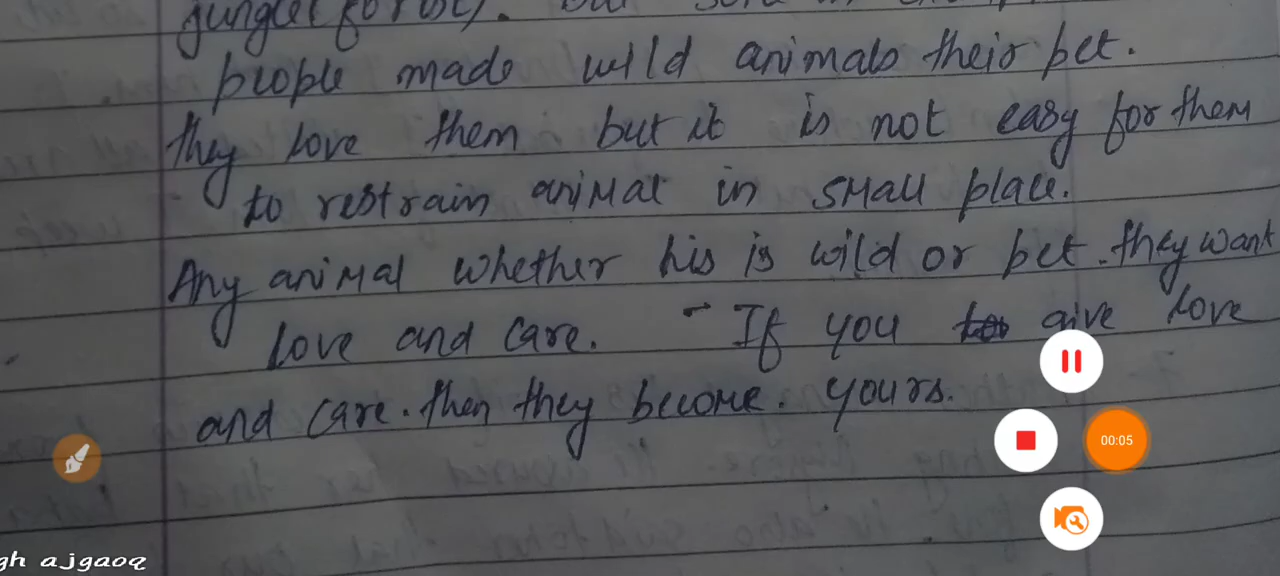 people made wild animals their pet.
they love them but it is not easy for them
to restrain animal in small place.
Any animal whether his is wild or pet. they want
love and care. - If you give love
and care. then they become. yours.
00:05
gh ajgaoq